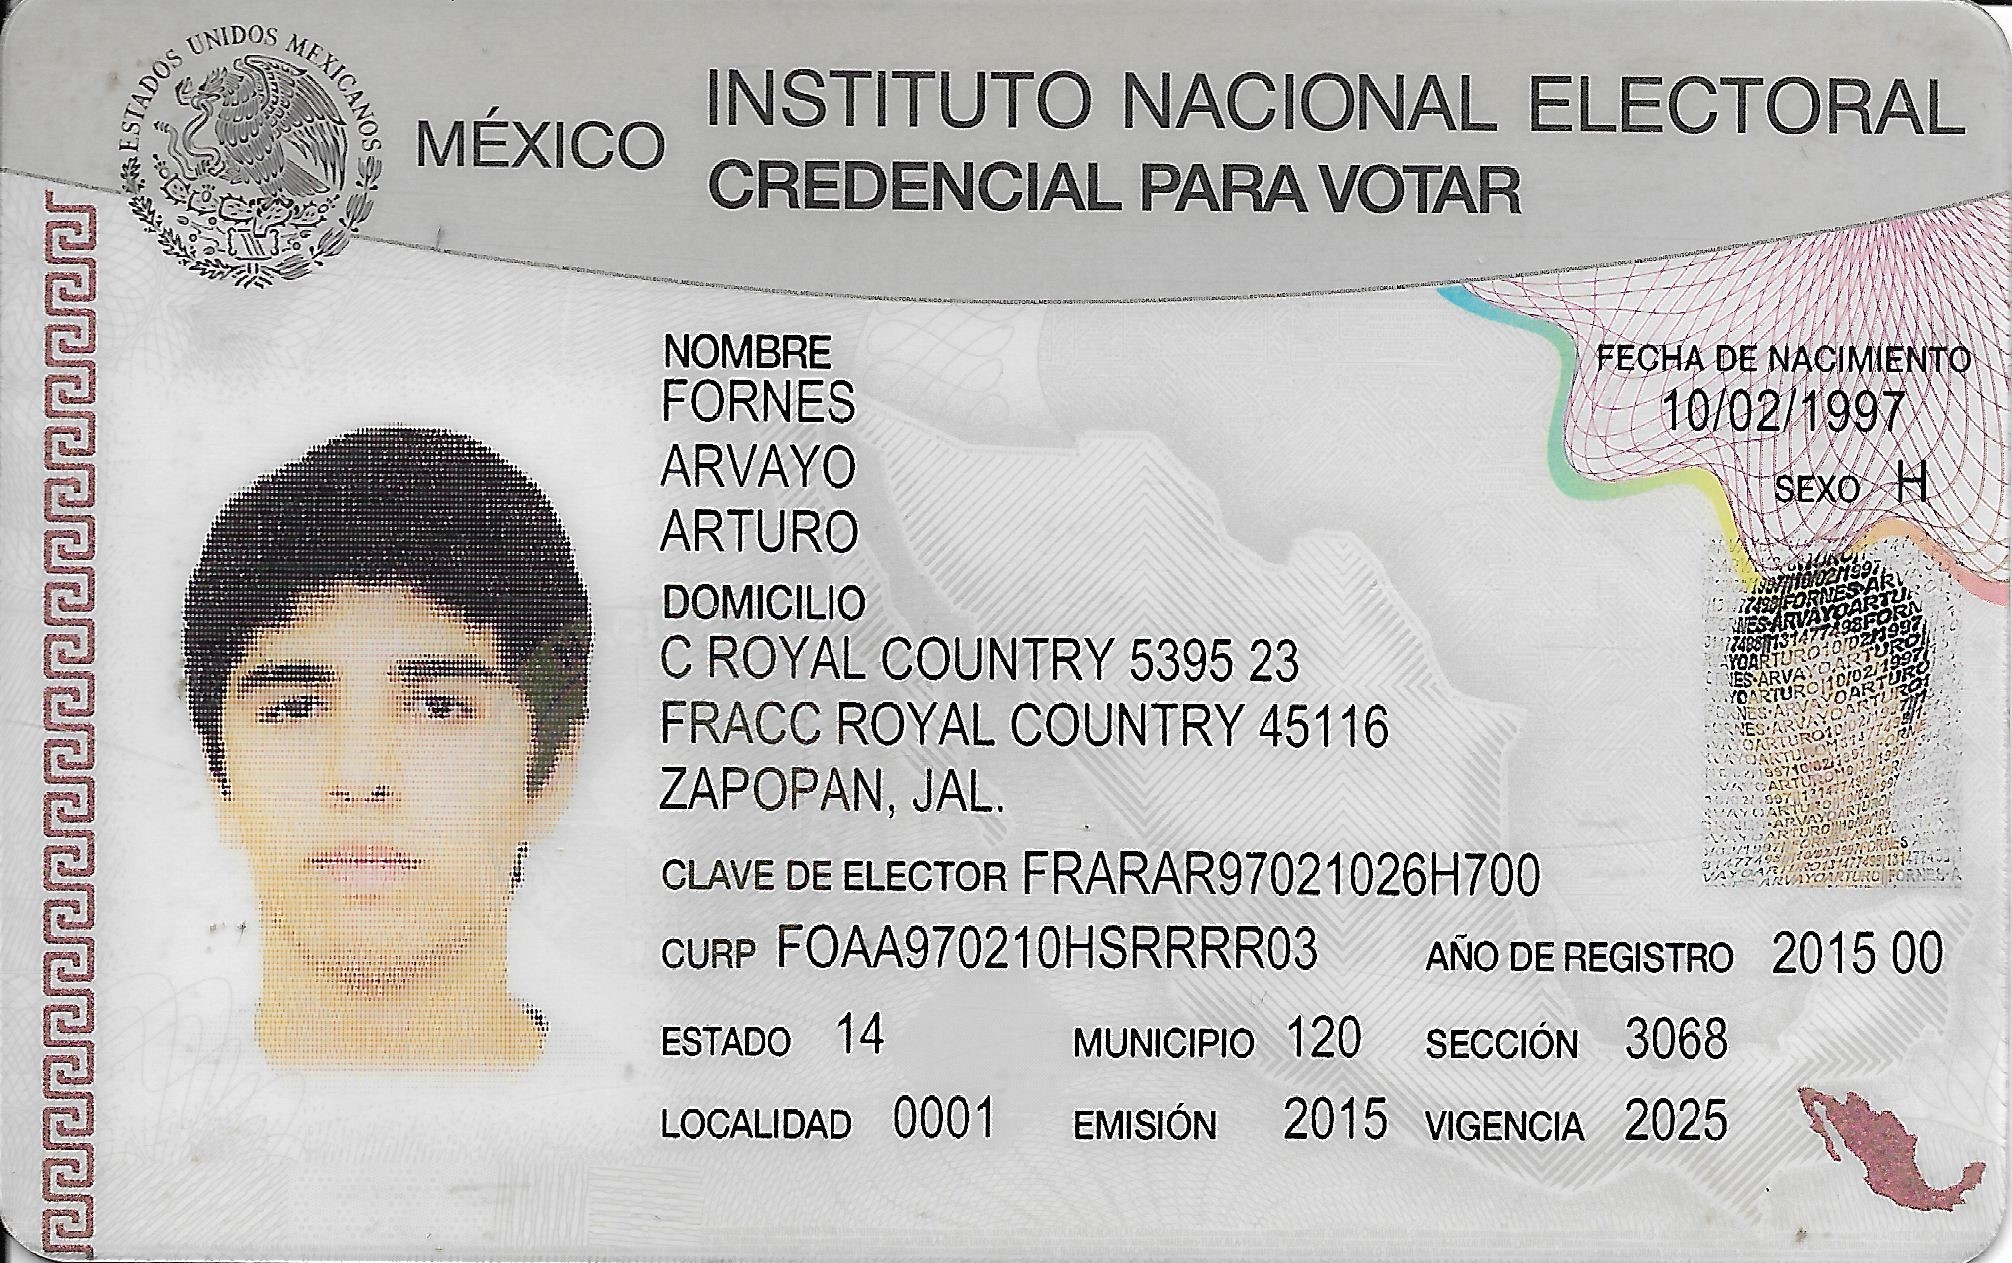 ESTADOS UNIDOS MEXICANOS
MÉXICO
INSTITUTO NACIONAL ELECTORAL
CREDENCIAL PARA VOTAR
NOMBRE
FORNES
ARVAYO
ARTURO
FECHA DE NACIMIENTO
10/02/1997
SEXO H
DOMICILIO
C ROYAL COUNTRY 5395 23
FRACC ROYAL COUNTRY 45116
ZAPOPAN, JAL.
CLAVE DE ELECTOR FRARAR97021026H700
CURP FOAA970210HSRRRR03 AÑO DE REGISTRO 2015 00
ESTADO 14 MUNICIPIO 120 SECCIÓN 3068
LOCALIDAD 0001 EMISIÓN 2015 VIGENCIA 2025